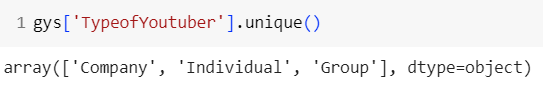 1 gys['TypeofYoutuber'].unique()
array(['Company', 'Individual', 'Group'], dtype=object)